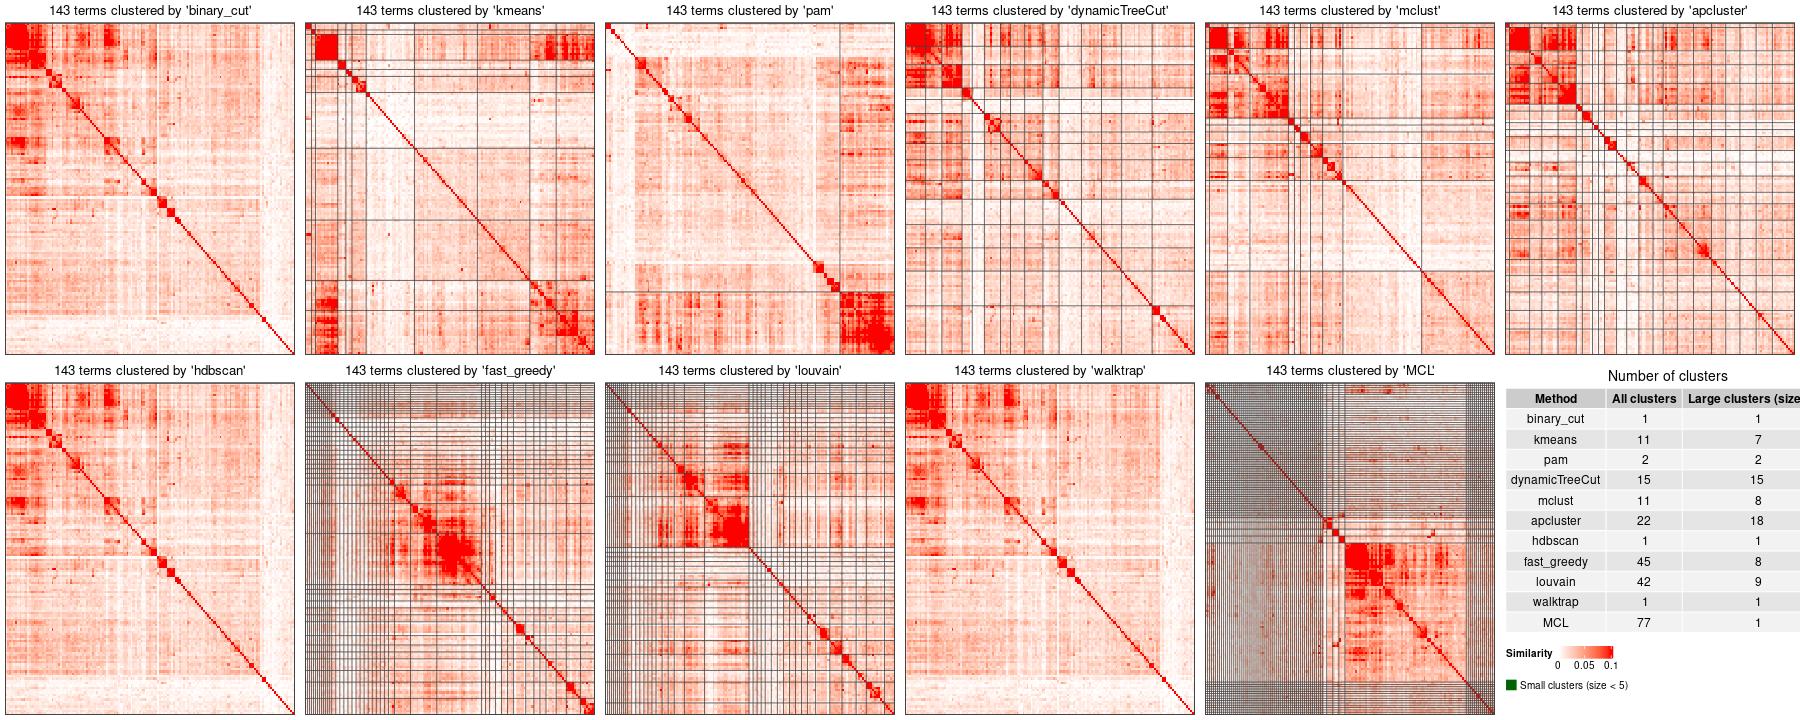 143 terms clustered by 'binary_cut'
143 terms clustered by 'kmeans'
143 terms clustered by 'pam'
143 terms clustered by 'dynamicTreeCut'
143 terms clustered by 'mclust'
143 terms clustered by 'apcluster'
143 terms clustered by 'hdbscan'
143 terms clustered by 'fast_greedy'
143 terms clustered by 'louvain'
143 terms clustered by 'walktrap'
143 terms clustered by 'MCL'
Number of clusters
Method All clusters Large clusters (size
binary_cut 1 1
kmeans 11 7
pam 2 2
dynamicTreeCut 15 15
mclust 11 8
apcluster 22 18
hdbscan 1 1
fast_greedy 45 8
louvain 42 9
walktrap 1 1
MCL 77 1
Similarity
0 0.05 0.1
Small clusters (size < 5)